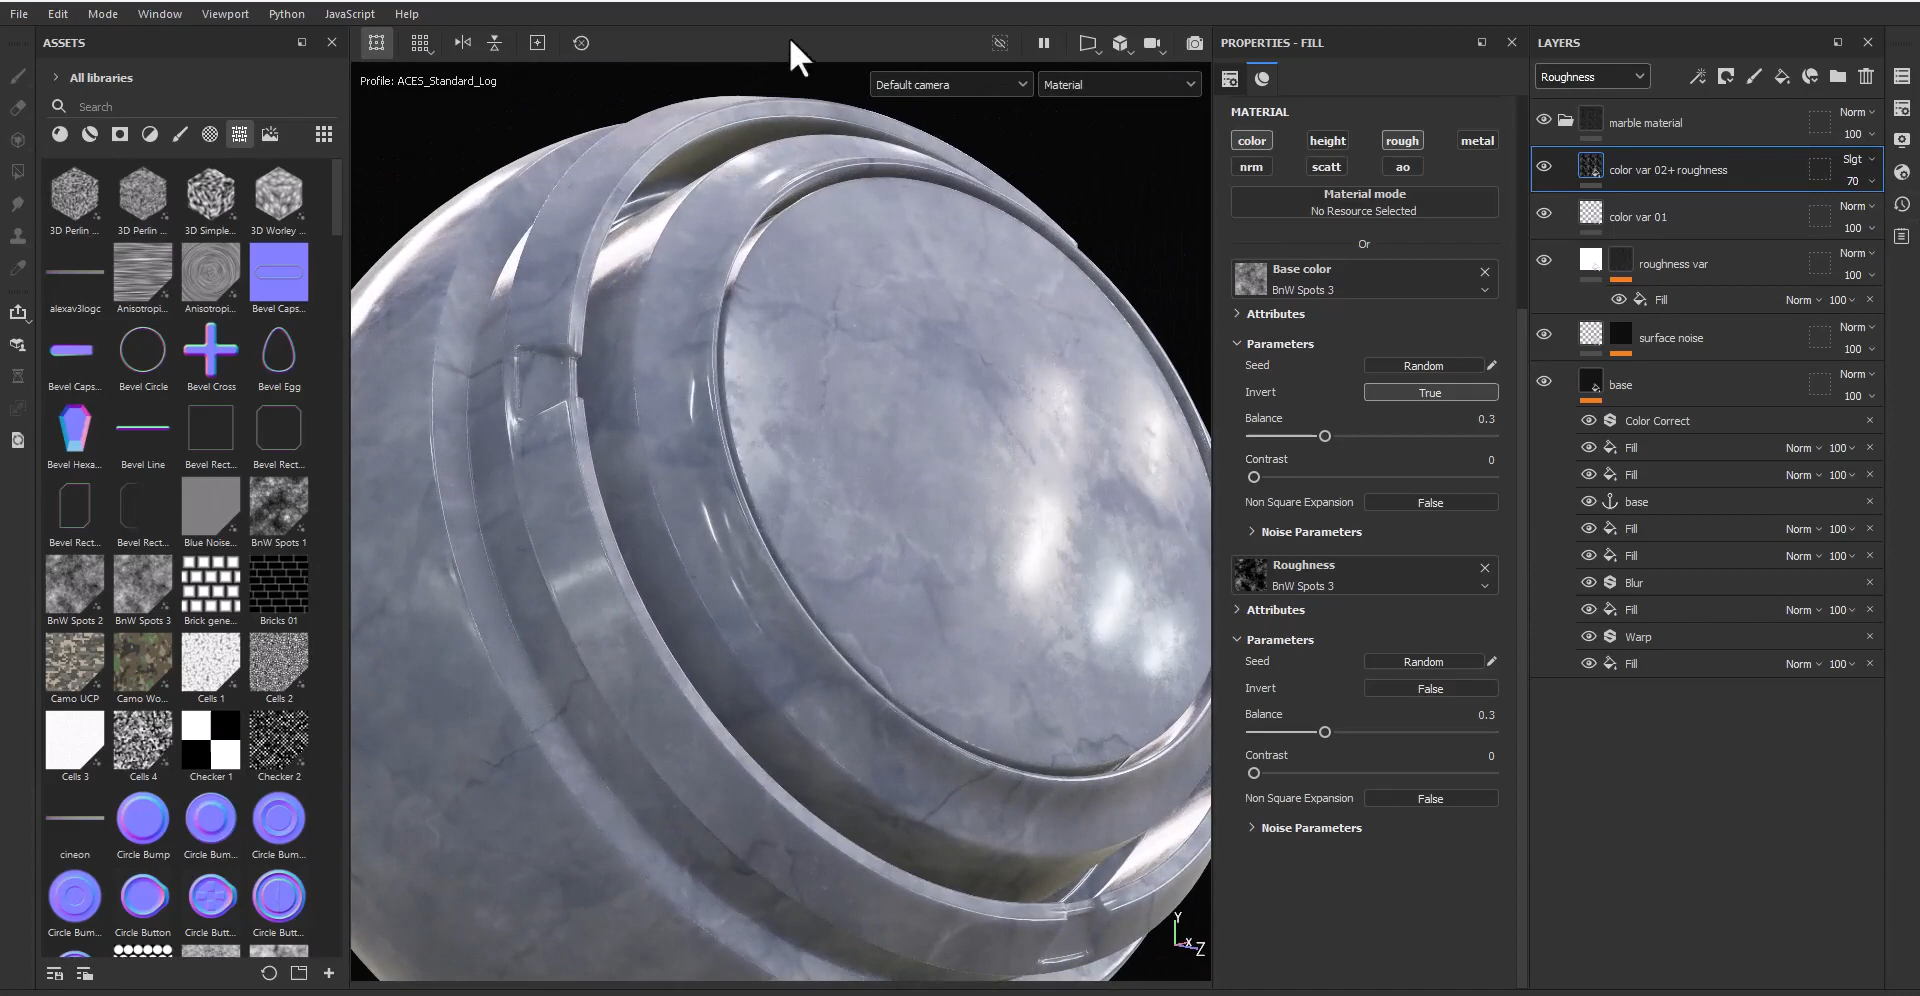 File Edit Mode Window Viewport Python JavaScript Help
ASSETS
All libraries
Search
3D Perlin ... 3D Perlin ... 3D Simple... 3D Worley ...
alexav3logc Anisotropi... Anisotropi... Bevel Caps...
Bevel Caps... Bevel Circle Bevel Cross Bevel Egg
Bevel Hexa... Bevel Line Bevel Rect... Bevel Rect...
Bevel Rect... Bevel Rect... Blue Noise... BnW Spots 1
BnW Spots 2 BnW Spots 3 Brick gene... Bricks 01
Camo UCP Camo Wo... Cells 1 Cells 2
Cells 3 Cells 4 Checker 1 Checker 2
cineon Circle Bump Circle Bum... Circle Bum...
Circle Bum... Circle Button Circle Butt... Circle Butt...
Profile: ACES_Standard_Log
Default camera
Material
Y
X
Z
PROPERTIES - FILL
MATERIAL
color height rough metal
nrm scatt ao
Material mode
No Resource Selected
Or
Base color
BnW Spots 3
Attributes
Parameters
Seed Random
Invert True
Balance 0.3
Contrast 0
Non Square Expansion False
Noise Parameters
Roughness
BnW Spots 3
Attributes
Parameters
Seed Random
Invert False
Balance 0.3
Contrast 0
Non Square Expansion False
Noise Parameters
LAYERS
Roughness
marble material Norm 100
color var 02+roughness Slgt 70
color var 01 Norm 100
roughness var Norm 100
Fill Norm 100
surface noise Norm 100
base Norm 100
Color Correct
Fill Norm 100
Fill Norm 100
base
Fill Norm 100
Fill Norm 100
Blur
Fill Norm 100
Warp
Fill Norm 100